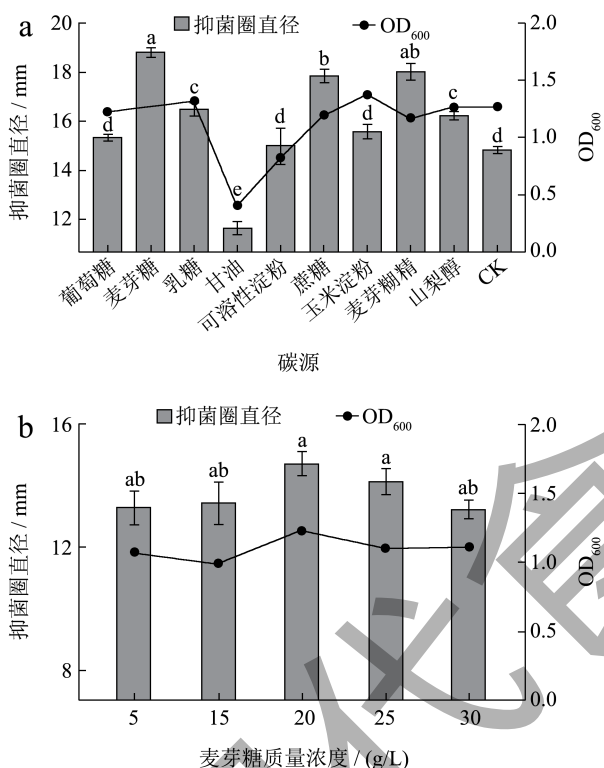 a
抑菌圈直径
OD600
20
18
16
14
12
抑菌圈直径 / mm
2.0
1.5
1.0
0.5
0.0
OD600
d
a
c
e
d
b
d
ab
c
d
葡萄糖
麦芽糖
乳糖
甘油
可溶性淀粉
蔗糖
玉米淀粉
麦芽糊精
山梨醇
CK
碳源
b
抑菌圈直径
OD600
16
12
8
抑菌圈直径 / mm
2.0
1.5
1.0
0.5
0.0
OD600
ab
ab
a
a
ab
5
15
20
25
30
麦芽糖质量浓度 / (g/L)
代食